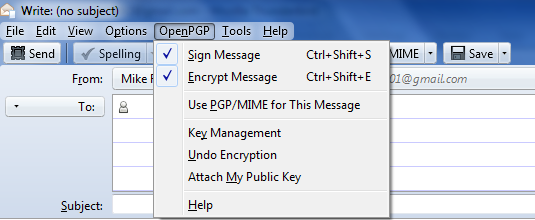 Write: (no subject)
File Edit View Options OpenPGP Tools Help
Send Spelling MIME Save
Sign Message Ctrl+Shift+S
Encrypt Message Ctrl+Shift+E
From: Mike 01@gmail.com
Use PGP/MIME for This Message
To:
Key Management
Undo Encryption
Attach My Public Key
Subject:
Help